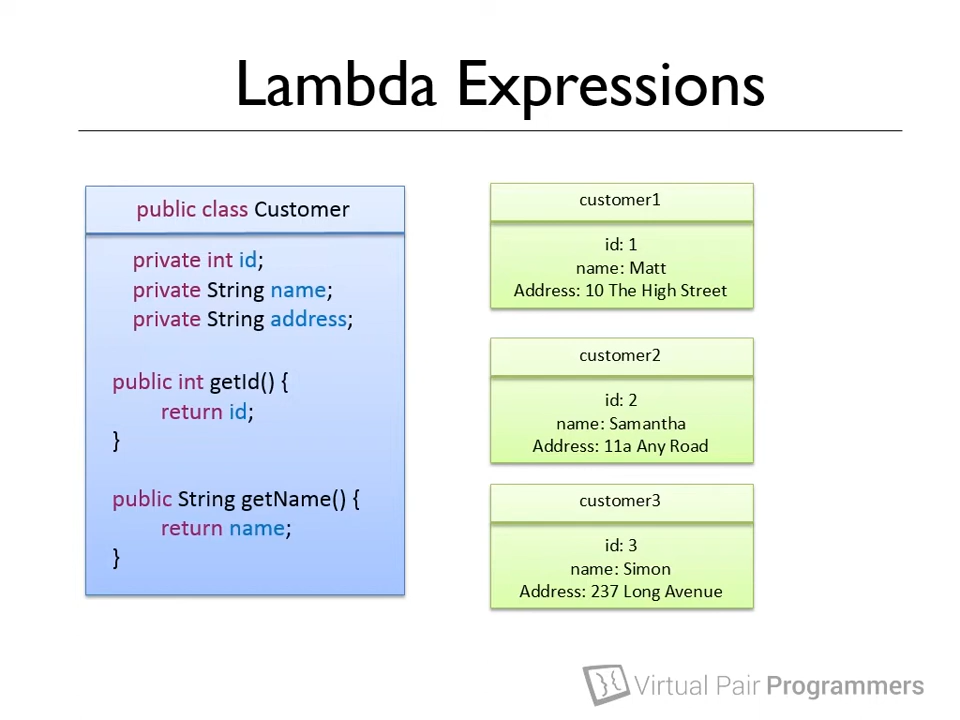 Lambda Expressions
public class Customer
private int id;
private String name;
private String address;
public int getId() {
return id;
}
public String getName() {
return name;
}
customer1
id: 1
name: Matt
Address: 10 The High Street
customer2
id: 2
name: Samantha
Address: 11a Any Road
customer3
id: 3
name: Simon
Address: 237 Long Avenue
Virtual Pair Programmers